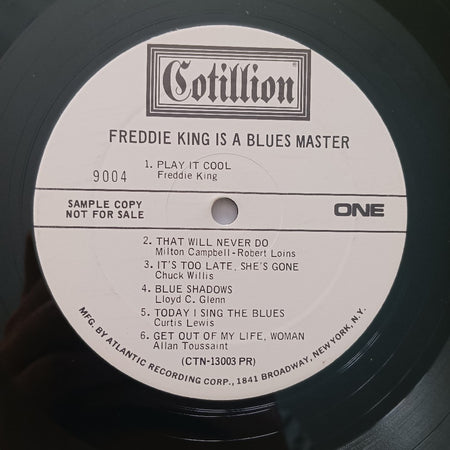 Cotillion
FREDDIE KING IS A BLUES MASTER
1. PLAY IT COOL
Freddie King
9004
SAMPLE COPY
NOT FOR SALE
ONE
2. THAT WILL NEVER DO
Milton Campbell-Robert Loins
3. IT'S TOO LATE, SHE'S GONE
Chuck Willis
4. BLUE SHADOWS
Lloyd C. Glenn
5. TODAY I SING THE BLUES
Curtis Lewis
6. GET OUT OF MY LIFE, WOMAN
Allan Toussaint
(CTN-13003 PR)
MFG. BY ATLANTIC RECORDING CORP., 1841 BROADWAY, NEW YORK, N.Y.